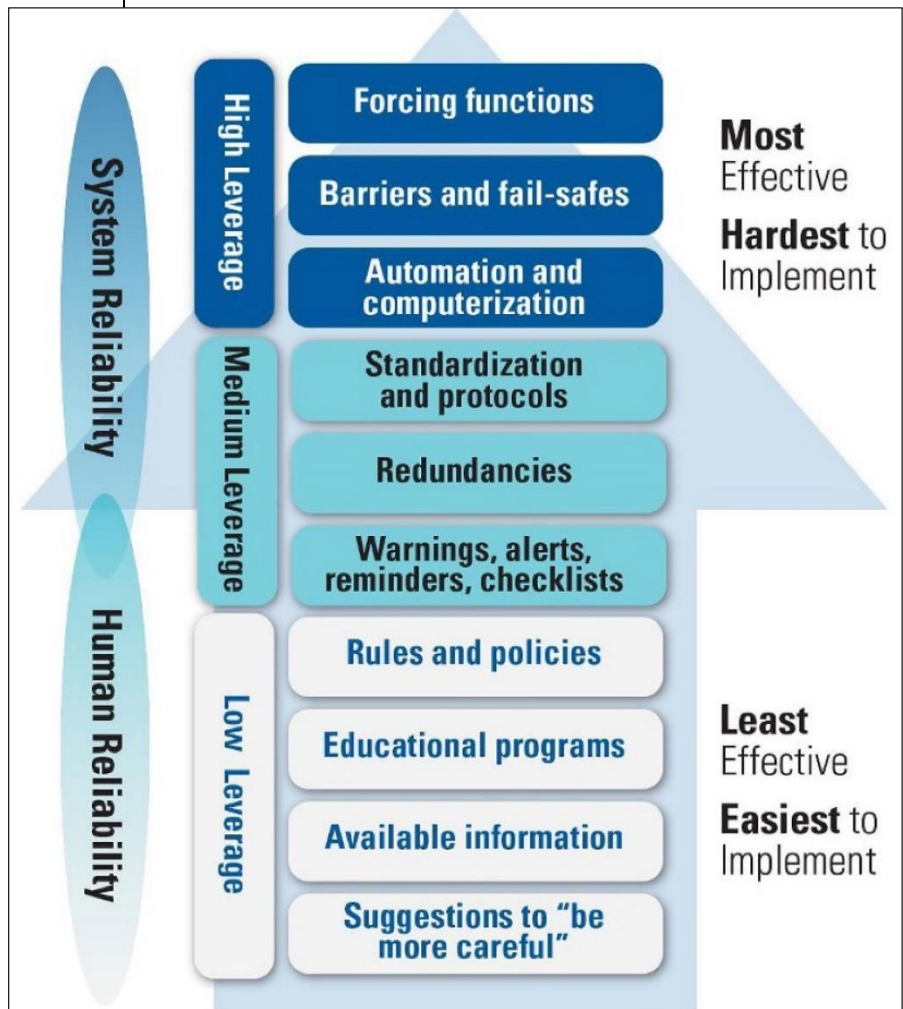 System Reliability
Human Reliability
High Leverage
Forcing functions
Barriers and fail-safes
Automation and
computerization
Medium Leverage
Standardization
and protocols
Redundancies
Warnings, alerts,
reminders, checklists
Low Leverage
Rules and policies
Educational programs
Available information
Suggestions to “be
more careful”
Most
Effective
Hardest to
Implement
Least
Effective
Easiest to
Implement